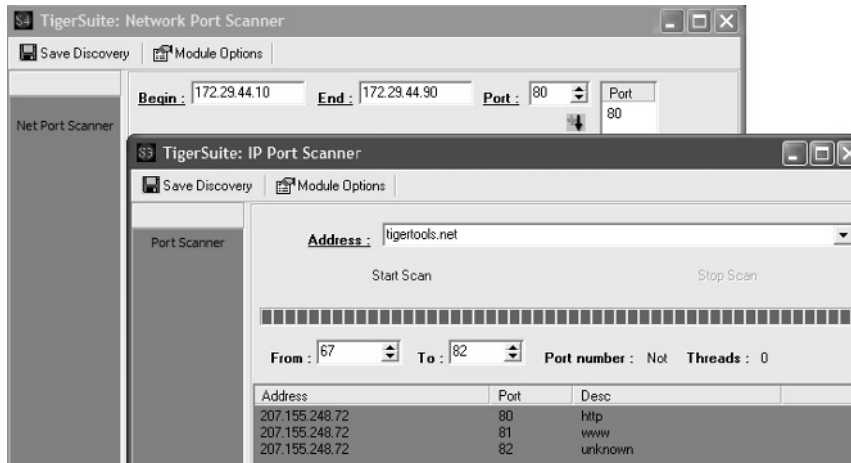 TigerSuite: Network Port Scanner
Save Discovery Module Options
Begin : 172.29.44.10 End : 172.29.44.90 Port : 80 Port
80
Net Port Scanner
TigerSuite: IP Port Scanner
Save Discovery Module Options
Port Scanner
Address : tigertools.net
Start Scan Stop Scan
From : 67 To : 82 Port number : Not Threads : 0
Address Port Desc
207.155.248.72 80 http
207.155.248.72 81 www
207.155.248.72 82 unknown